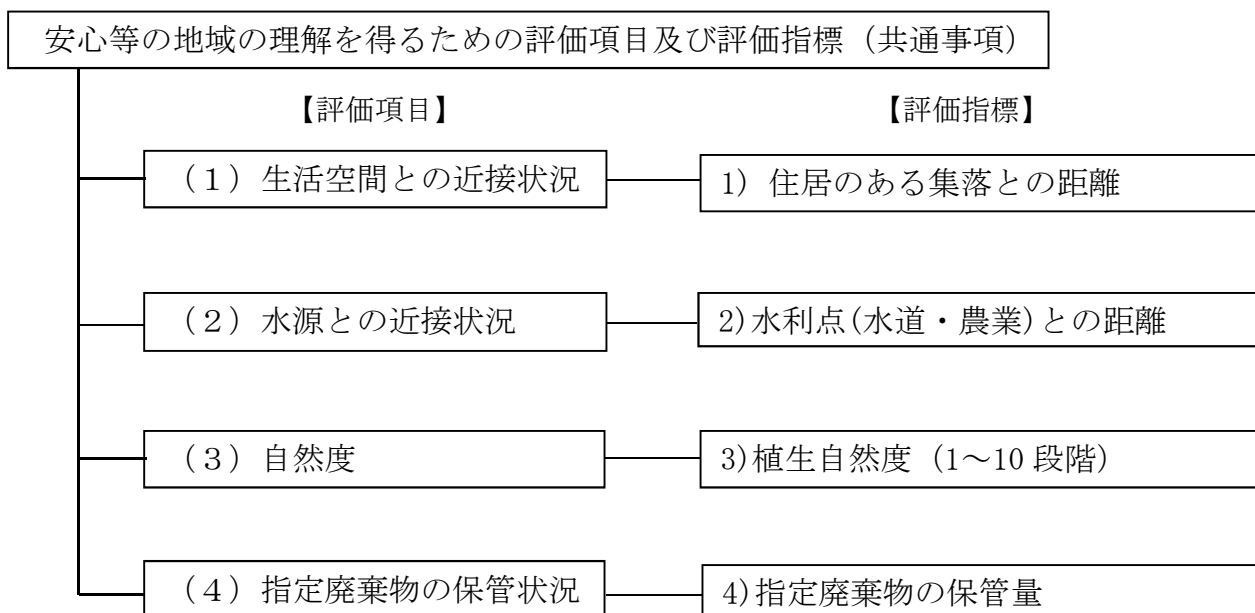 安心等の地域の理解を得るための評価項目及び評価指標（共通事項）
【評価項目】 【評価指標】
（１）生活空間との近接状況 1) 住居のある集落との距離
（２）水源との近接状況 2)水利点(水道・農業)との距離
（３）自然度 3)植生自然度（1～10 段階）
（４）指定廃棄物の保管状況 4)指定廃棄物の保管量